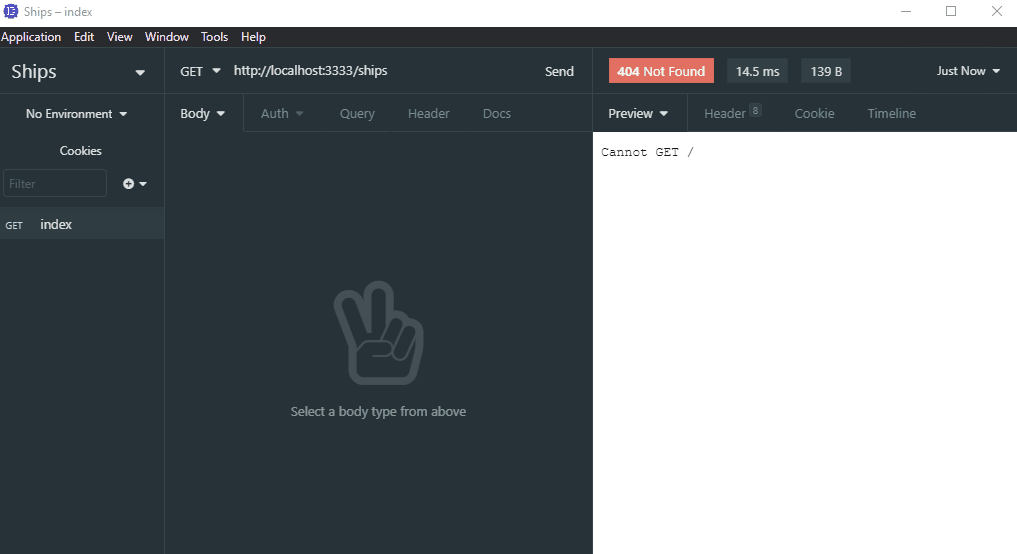 Ships – index
Application Edit View Window Tools Help
Ships
GET http://localhost:3333/ships Send
404 Not Found 14.5 ms 139 B Just Now
No Environment
Body Auth Query Header Docs
Preview Header 8 Cookie Timeline
Cookies
Cannot GET /
Filter
GET index
Select a body type from above